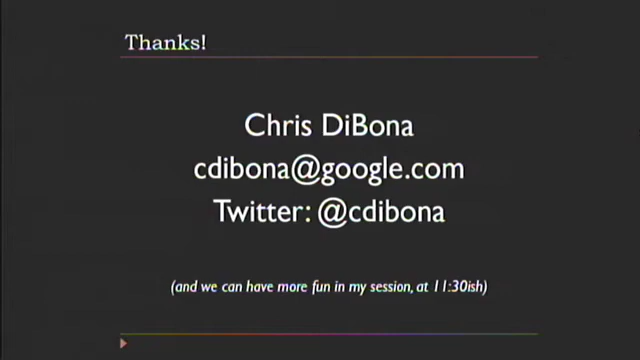 Thanks!
Chris DiBona
cdibona@google.com
Twitter: @cdibona
(and we can have more fun in my session, at 11:30ish)